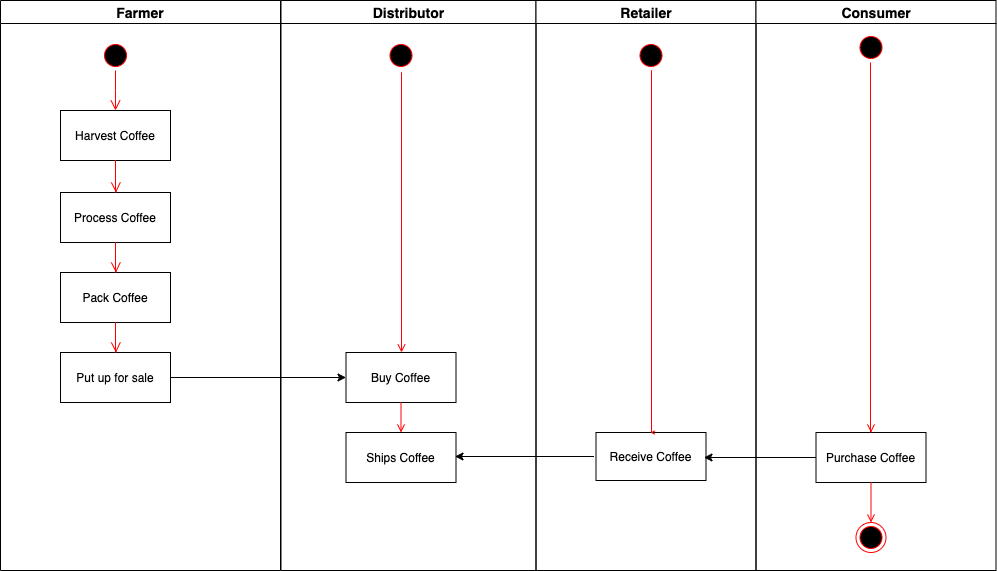 Farmer
Distributor
Retailer
Consumer
Harvest Coffee
Process Coffee
Pack Coffee
Put up for sale
Buy Coffee
Ships Coffee
Receive Coffee
Purchase Coffee